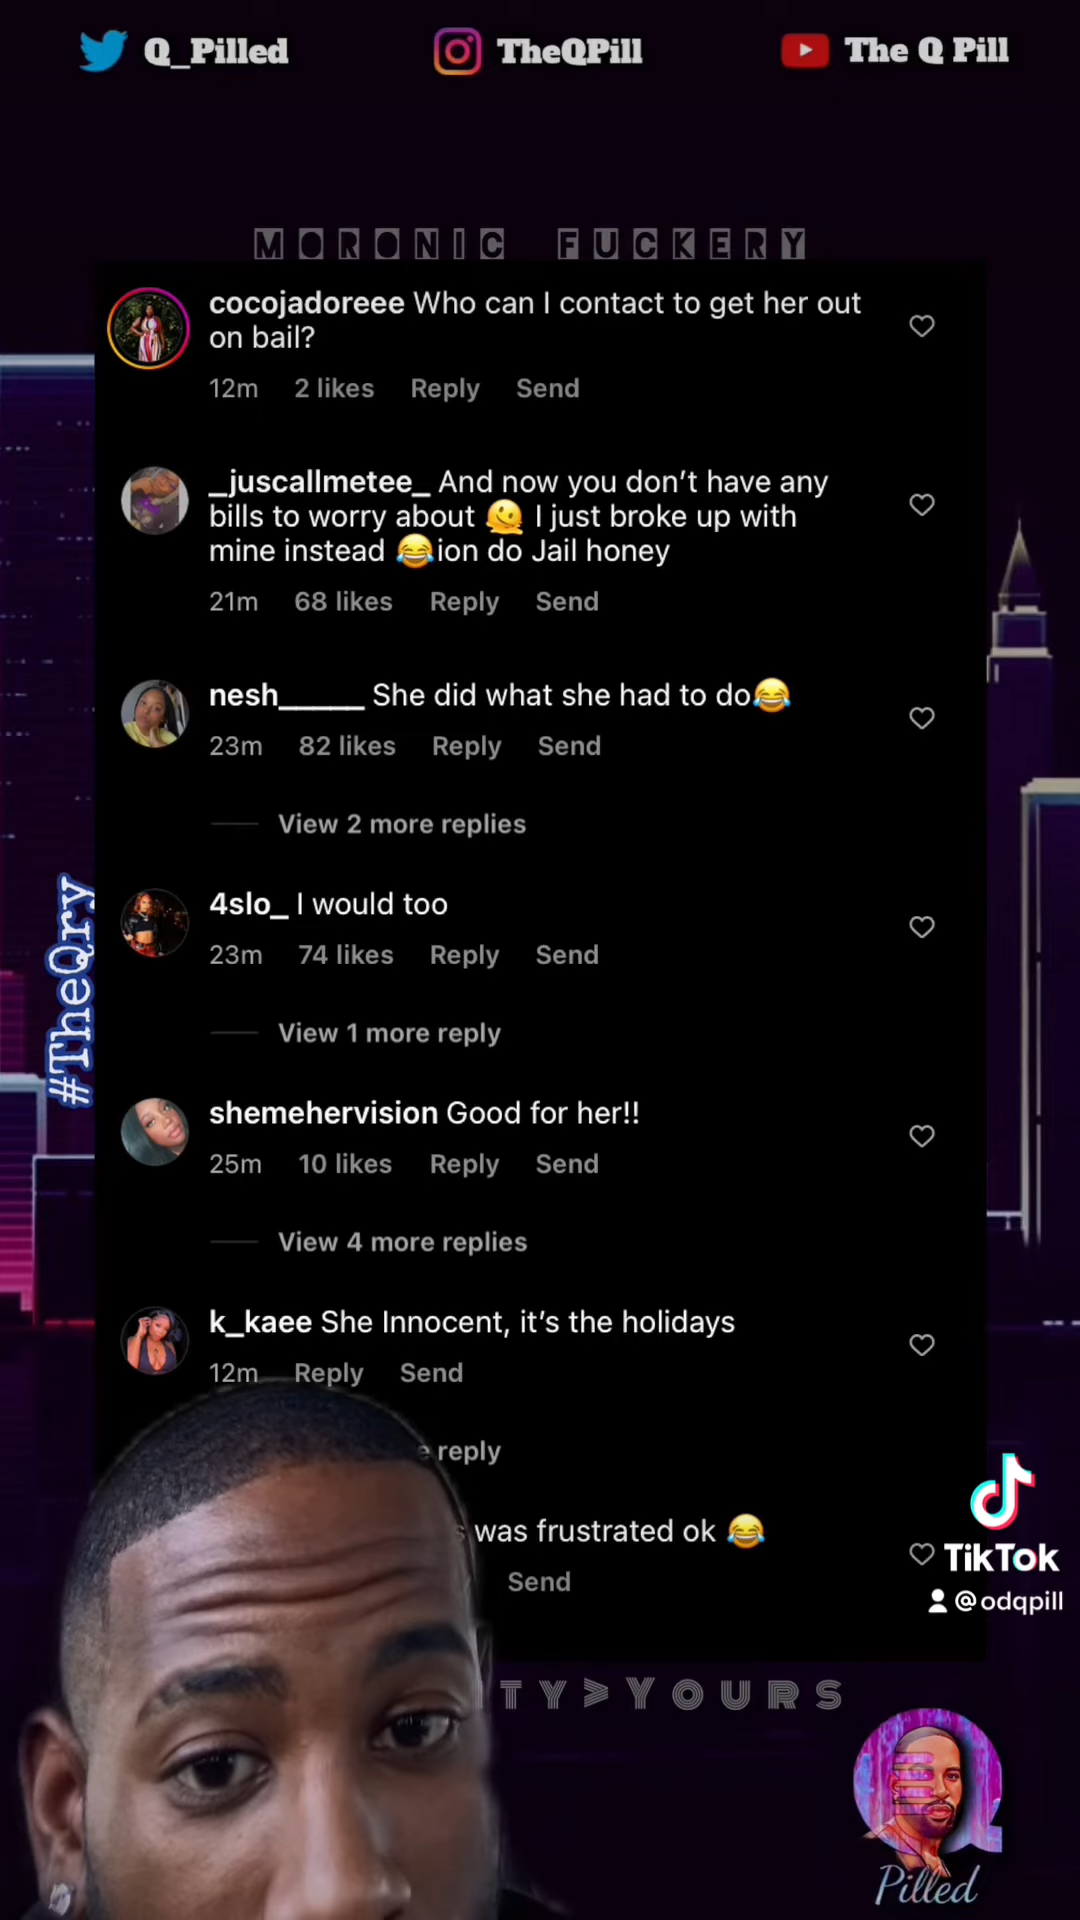 Q_Pilled TheQPill The Q Pill
MORONIC FUCKERY
cocojadoreee Who can I contact to get her out
on bail?
12m 2 likes Reply Send
_juscallmetee_ And now you don't have any
bills to worry about 🫠 I just broke up with
mine instead 😂ion do Jail honey
21m 68 likes Reply Send
nesh_____ She did what she had to do😂
23m 82 likes Reply Send
View 2 more replies
4slo_ I would too
23m 74 likes Reply Send
View 1 more reply
#TheQry
shemehervision Good for her!!
25m 10 likes Reply Send
View 4 more replies
k_kaee She Innocent, it's the holidays
12m Reply Send
reply
was frustrated ok 😂
Send
TikTok
@odqpill
TY>YOURS
Pilled